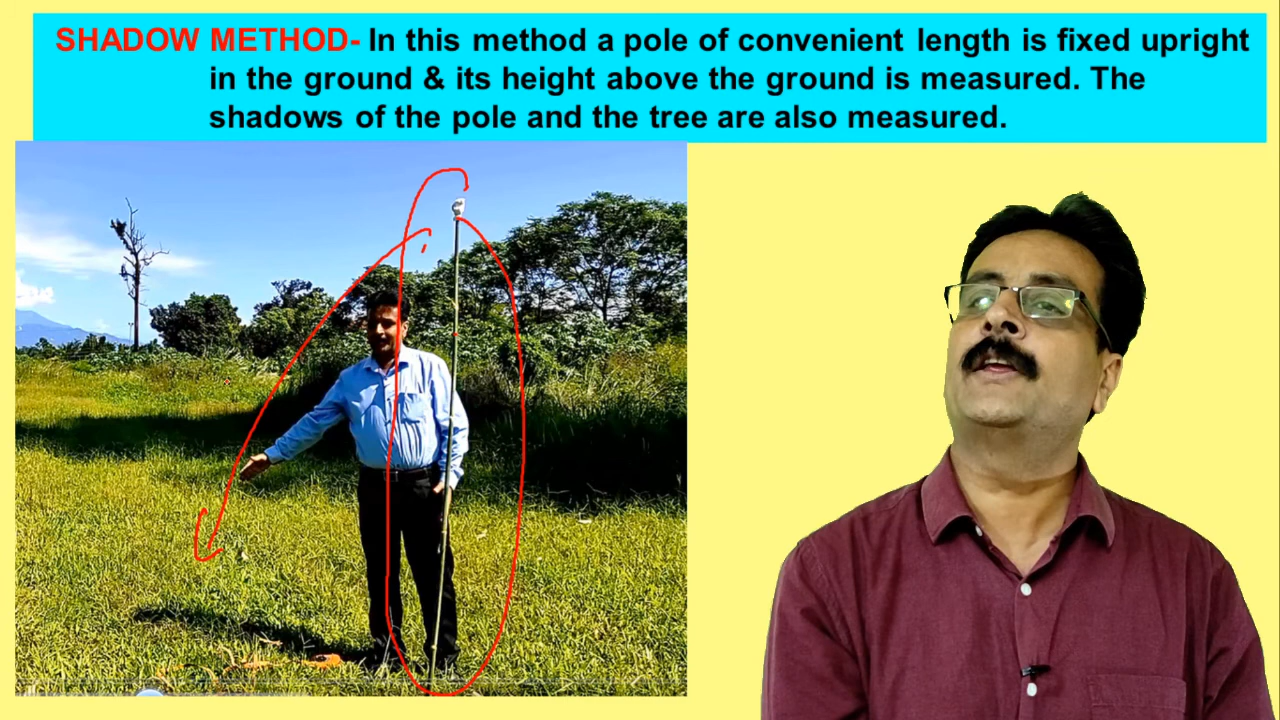 SHADOW METHOD- In this method a pole of convenient length is fixed upright
in the ground & its height above the ground is measured. The
shadows of the pole and the tree are also measured.